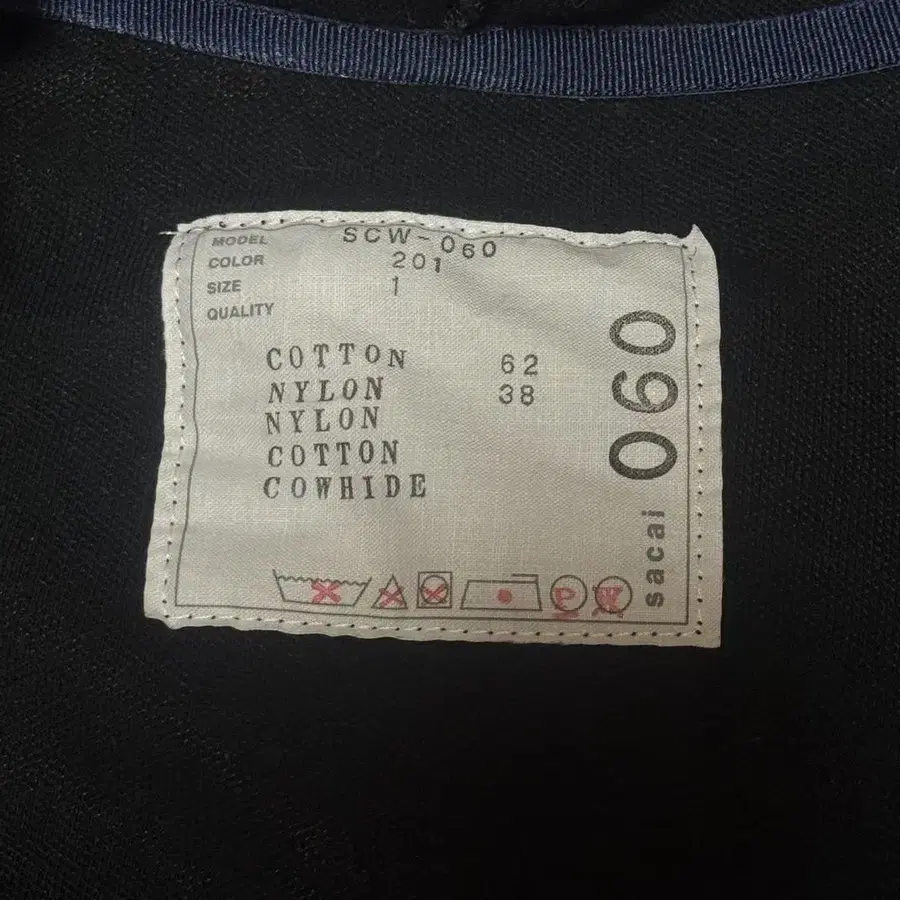 MODEL SCW-060
COLOR 201
SIZE 1
QUALITY
COTTON 62
NYLON 38
NYLON
COTTON
COWHIDE
P W
sacai 060